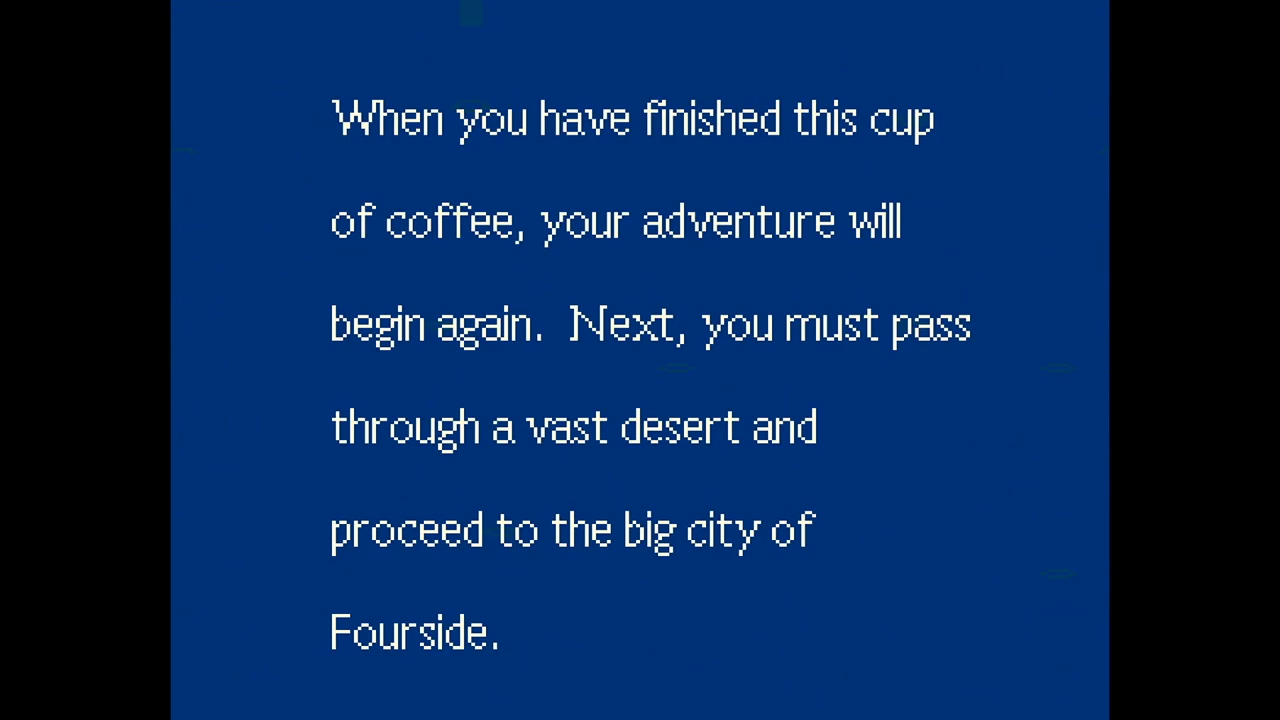 When you have finished this cup
of coffee, your adventure will
begin again.  Next, you must pass
through a vast desert and
proceed to the big city of
Fourside.